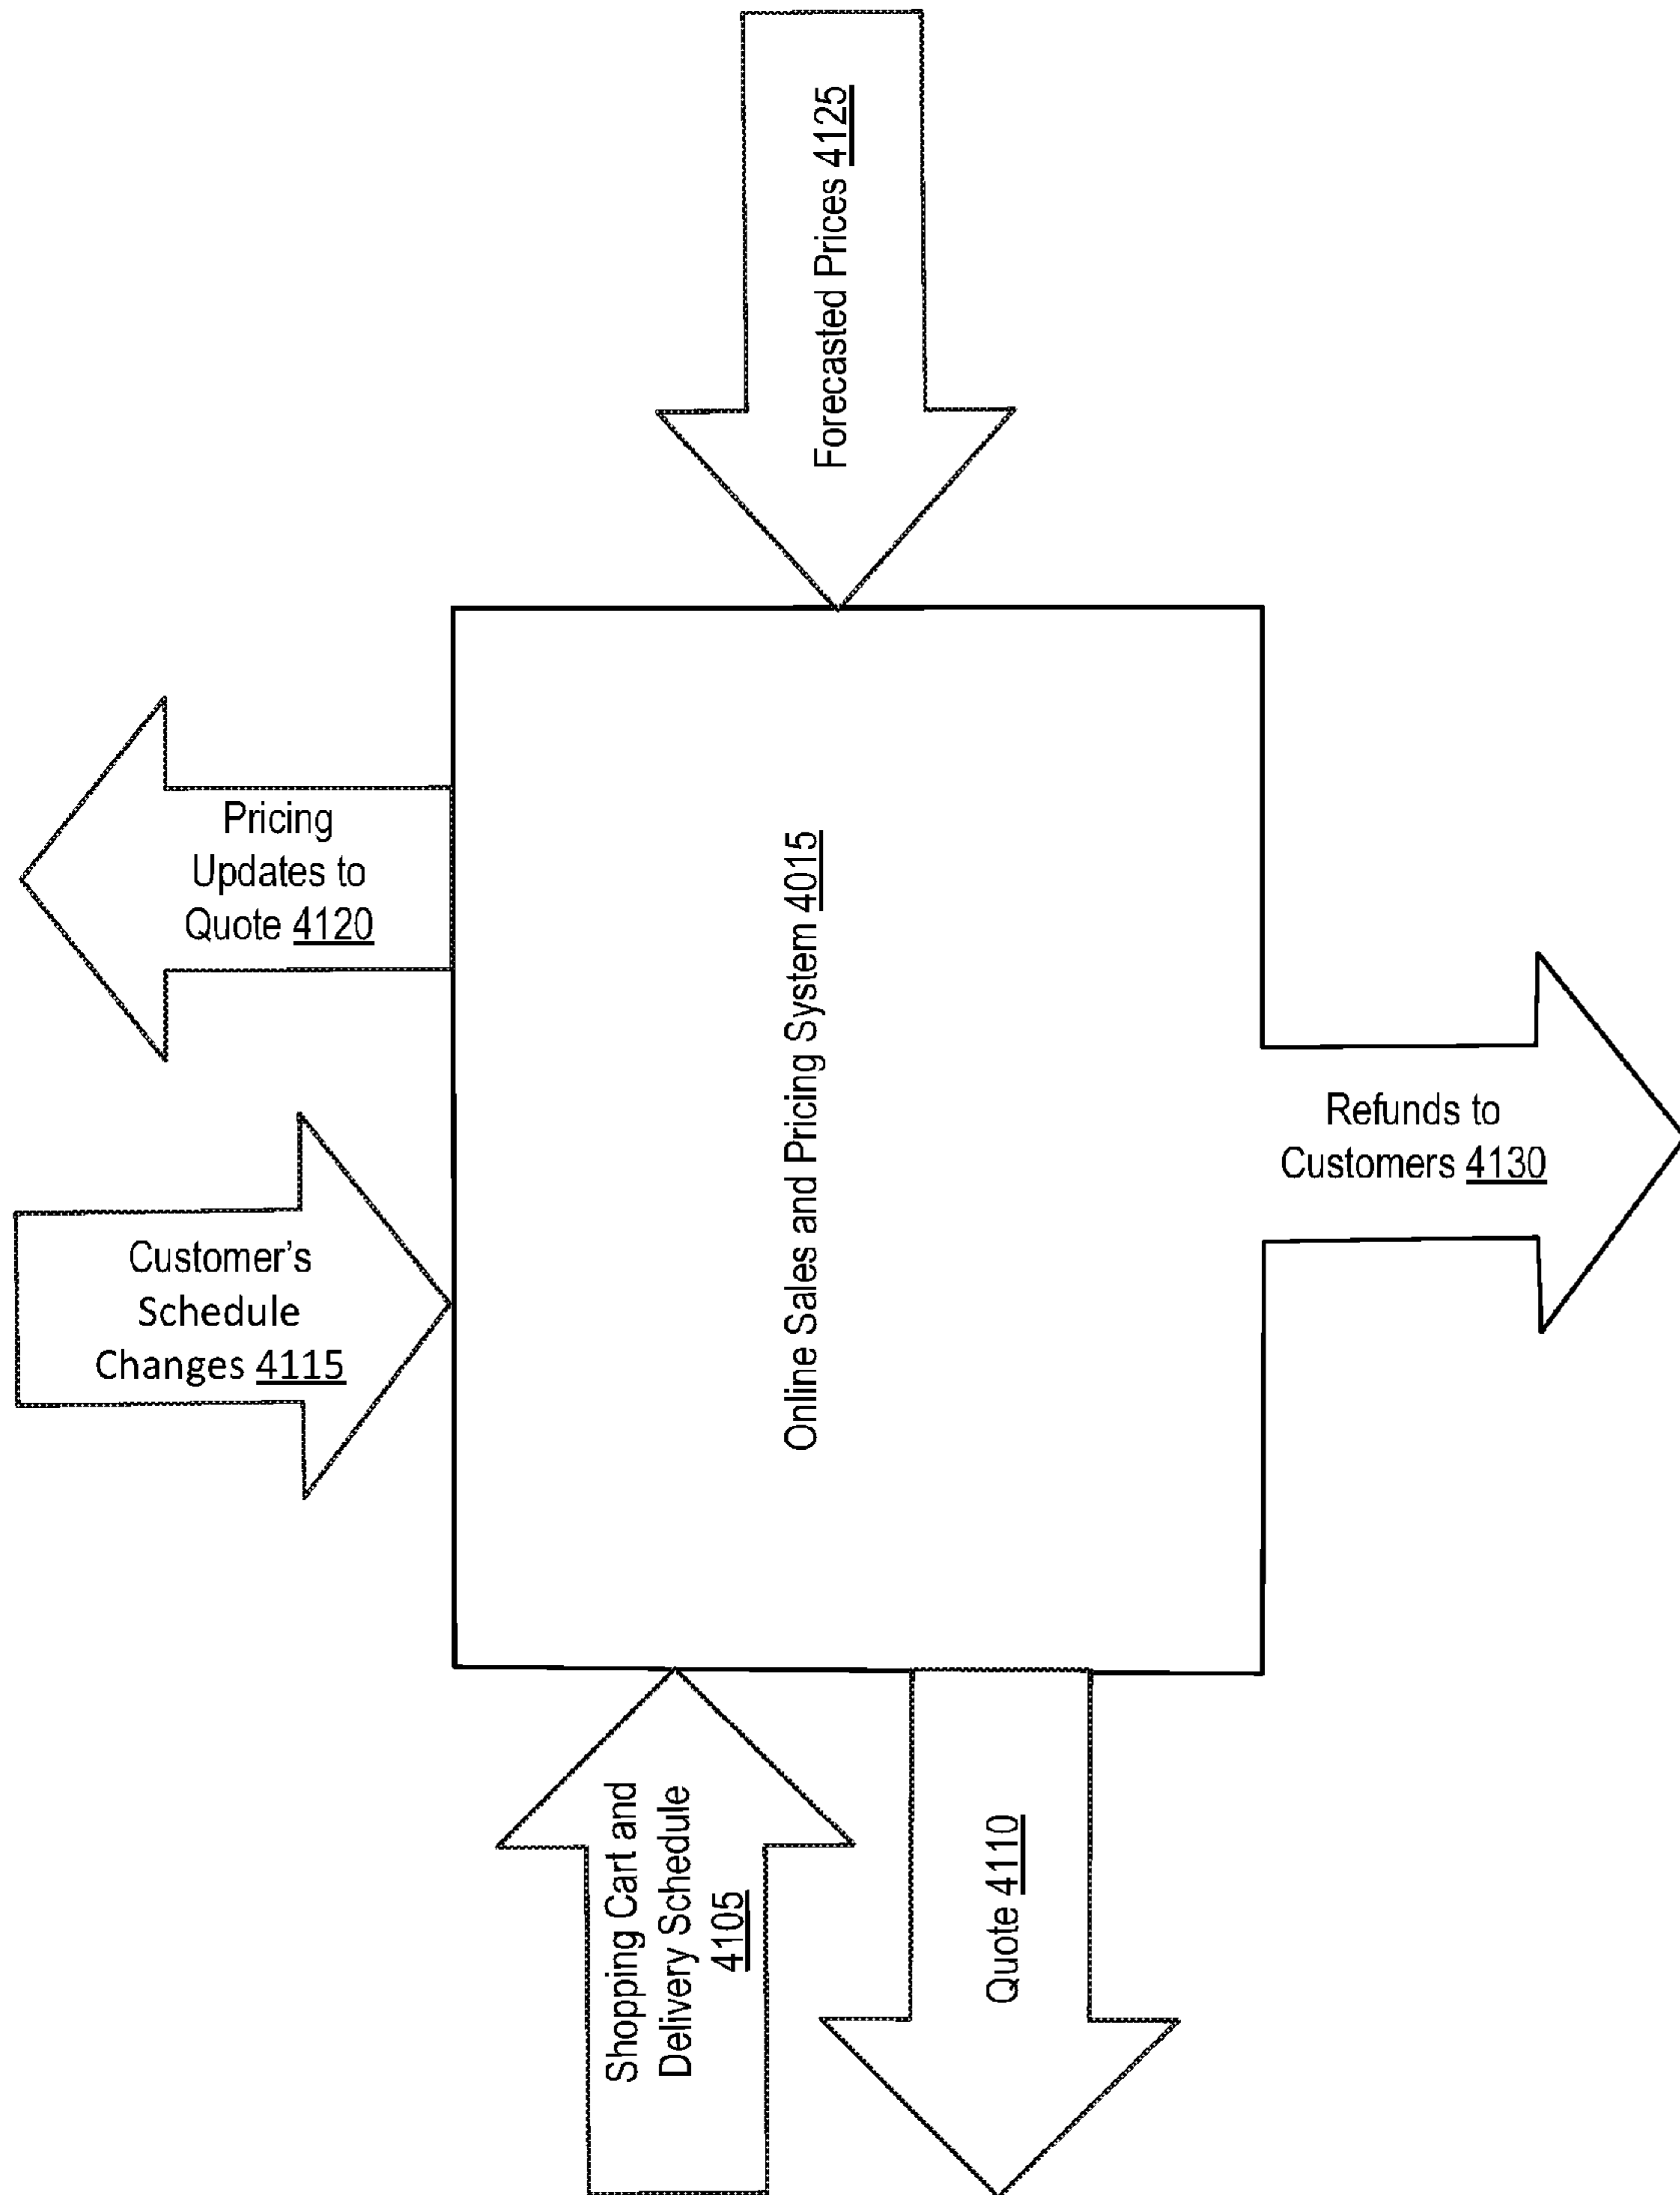 Forecasted Prices 4125
Pricing
Updates to
Quote 4120
Customer's
Schedule
Changes 4115
Online Sales and Pricing System 4015
Refunds to
Customers 4130
Shopping Cart and
Delivery Schedule
4105
Quote 4110